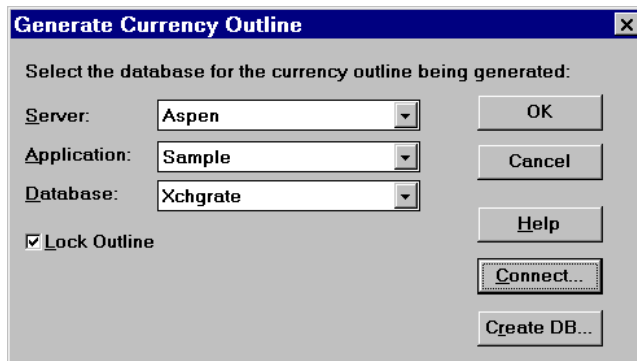 Generate Currency Outline
Select the database for the currency outline being generated:
Server: Aspen
OK
Application: Sample
Cancel
Database: Xchgrate
Help
Lock Outline
Connect...
Create DB...